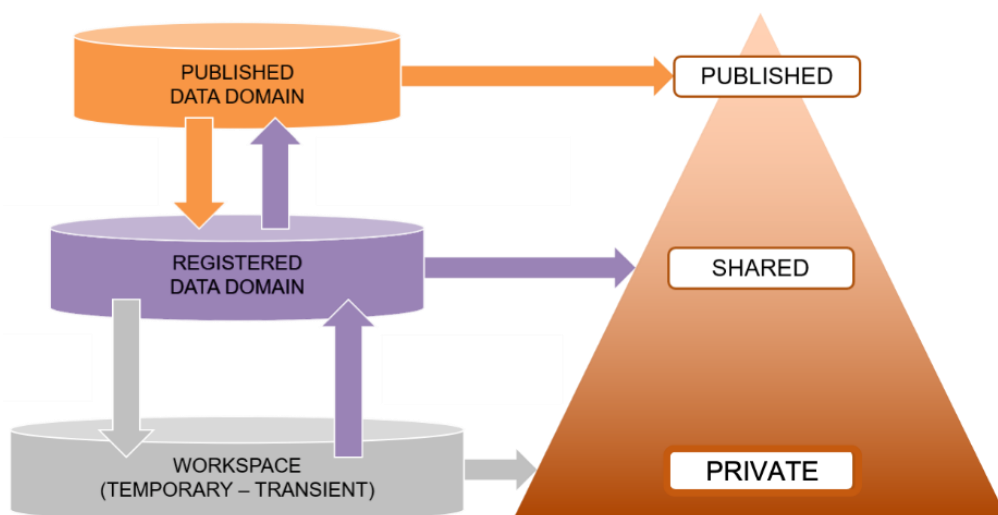 PUBLISHED
DATA DOMAIN
PUBLISHED
REGISTERED
DATA DOMAIN
SHARED
WORKSPACE
(TEMPORARY – TRANSIENT)
PRIVATE